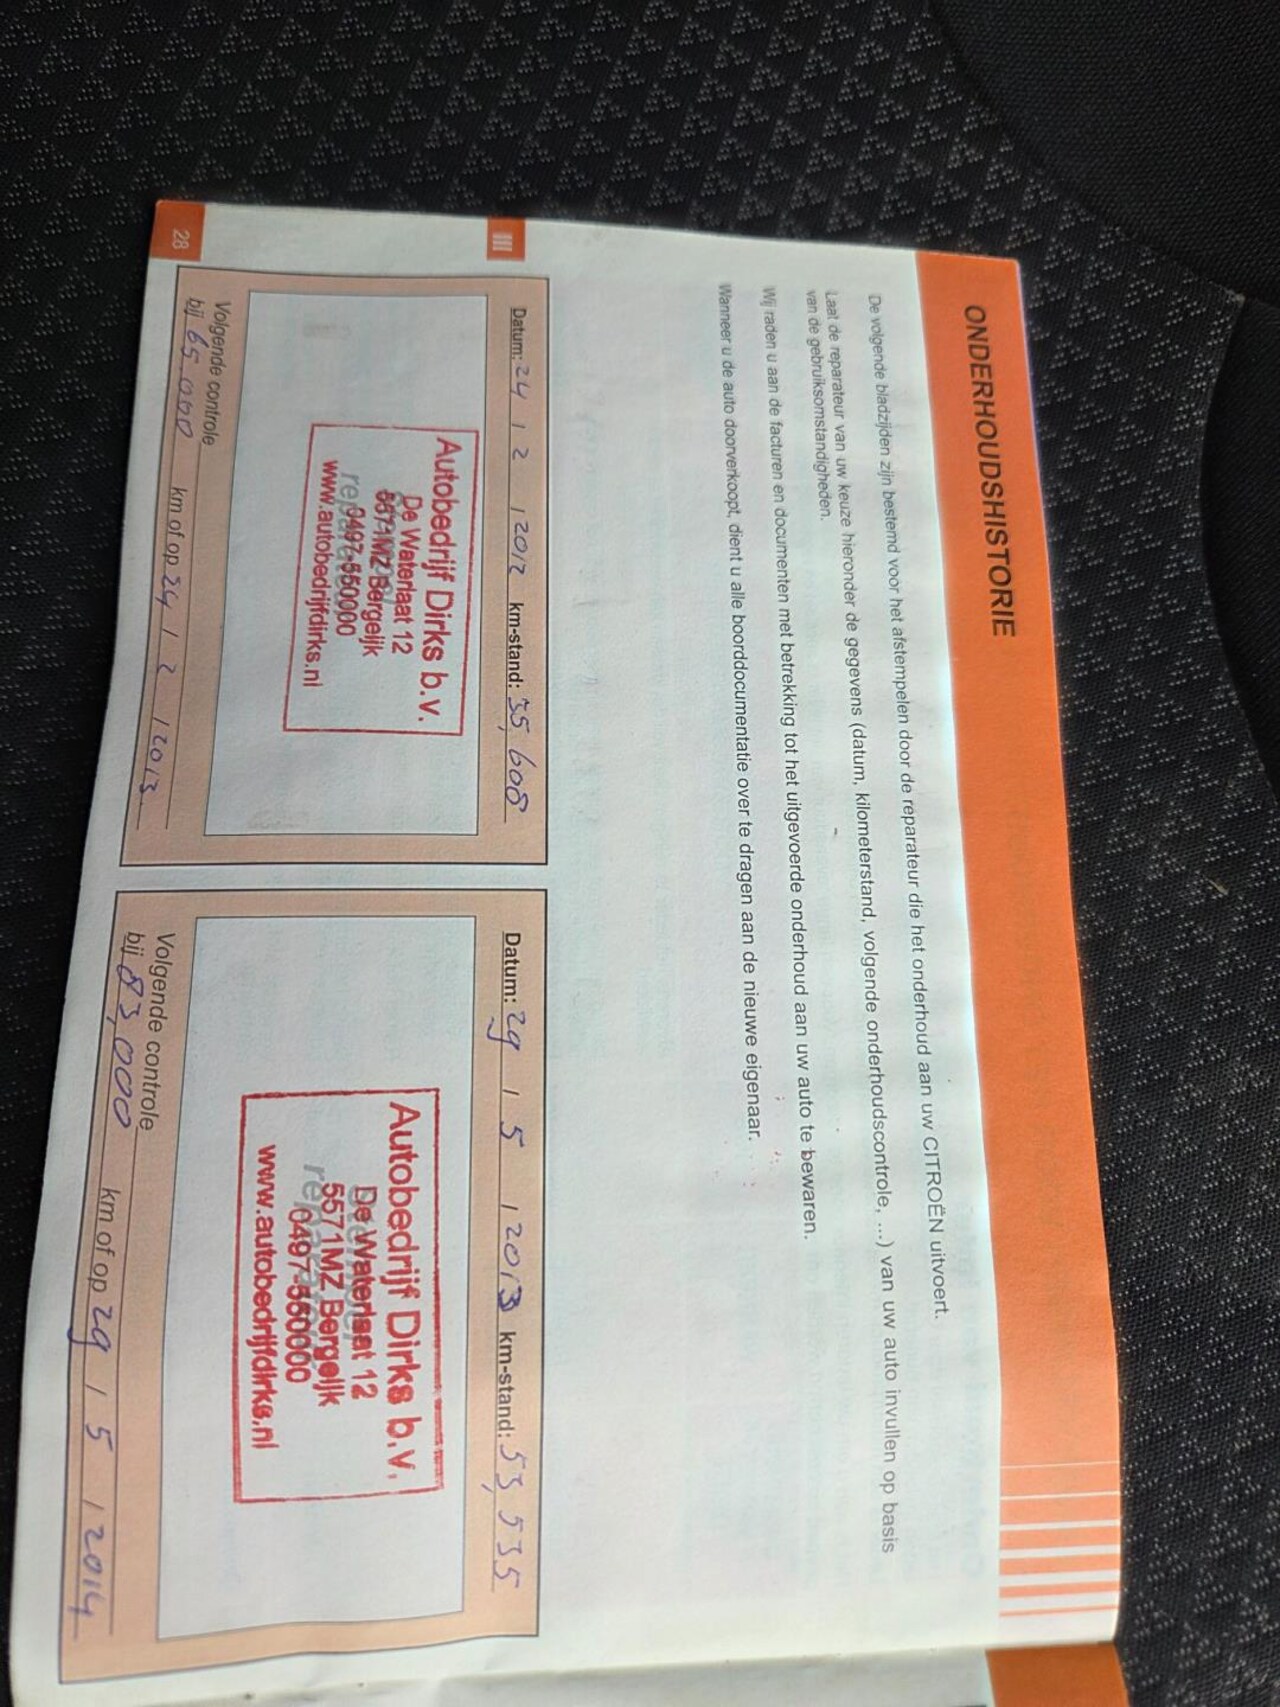 ONDERHOUDSHISTORIE
De volgende bladzijden zijn bestemd voor het afstempelen door de reparateur die het onderhoud aan uw CITROËN uitvoert.
Laat de reparateur van uw keuze hieronder de gegevens (datum, kilometerstand, volgende onderhoudscontrole, ...) van uw auto invullen op basis
van de gebruiksomstandigheden.
Wij raden u aan de facturen en documenten met betrekking tot het uitgevoerde onderhoud aan uw auto te bewaren.
Wanneer u de auto doorverkoopt, dient u alle boorddocumentatie over te dragen aan de nieuwe eigenaar.
III
Datum: 24 / 2 / 2012 km-stand: 35,608
Autobedrijf Dirks b.v.
De Waterlaat 12
5571MZ Bergeijk
0497-550000
www.autobedrijfdirks.nl
Volgende controle
bij 65.000 km of op 24 / 2 / 2013
Datum: 29 / 5 / 2013 km-stand: 53,535
Autobedrijf Dirks b.v.
De Waterlaat 12
5571MZ Bergeijk
0497-550000
www.autobedrijfdirks.nl
Volgende controle
bij 83,000 km of op 29 / 5 / 2014
28